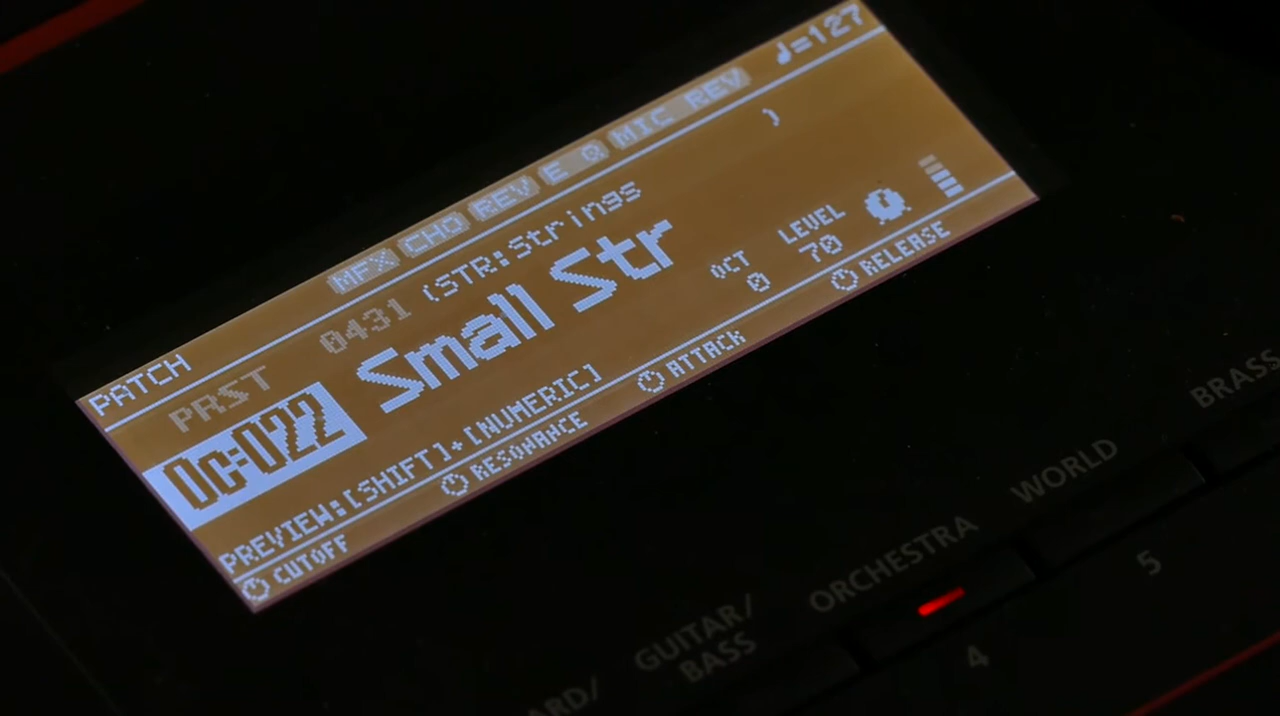 PATCH MFX CHO REV E Q MIC REV ♩=127
PRST 0431 (STR:Strings )
Oc:022 Small Str
OCT LEVEL
0 70
PREVIEW:[SHIFT]+[NUMERIC]
CUTOFF RESONANCE ATTACK RELEASE
GUITAR/
BASS
ORCHESTRA
WORLD
BRASS
4
5